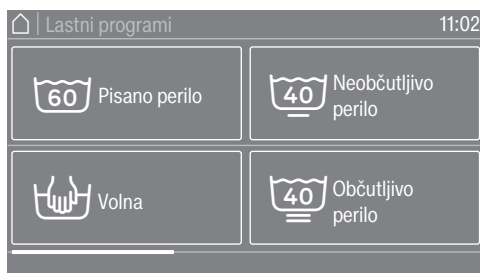 Lastni programi 11:02
60 Pisano perilo
40 Neobčutljivo
perilo
Volna
40 Občutljivo
perilo